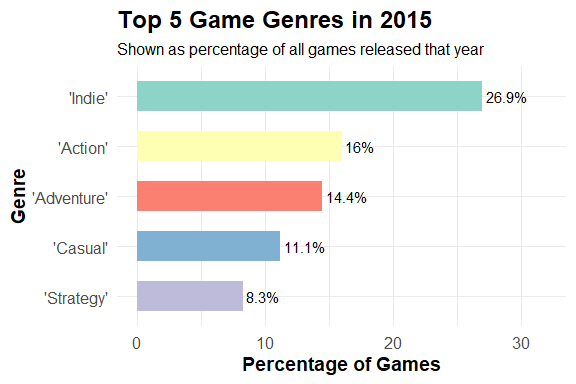 Top 5 Game Genres in 2015
Shown as percentage of all games released that year
Genre
'Indie' 26.9%
'Action' 16%
'Adventure' 14.4%
'Casual' 11.1%
'Strategy' 8.3%
0 10 20 30
Percentage of Games